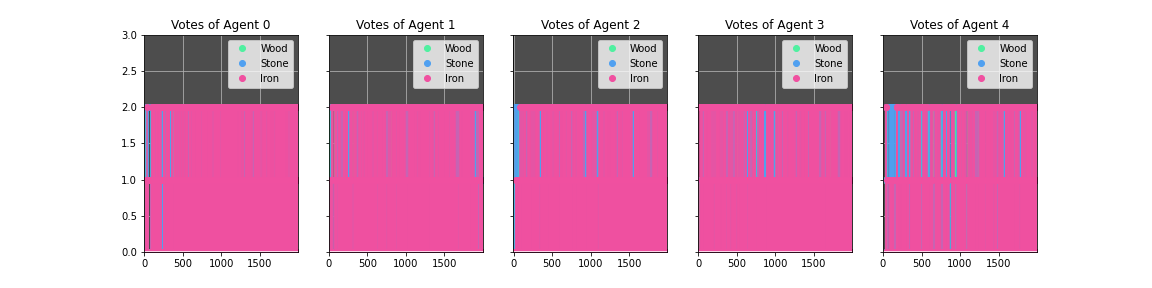 Votes of Agent 0
Votes of Agent 1
Votes of Agent 2
Votes of Agent 3
Votes of Agent 4
3.0
2.5
2.0
1.5
1.0
0.5
0.0
Wood
Stone
Iron
Wood
Stone
Iron
Wood
Stone
Iron
Wood
Stone
Iron
Wood
Stone
Iron
0 500 1000 1500
0 500 1000 1500
0 500 1000 1500
0 500 1000 1500
0 500 1000 1500